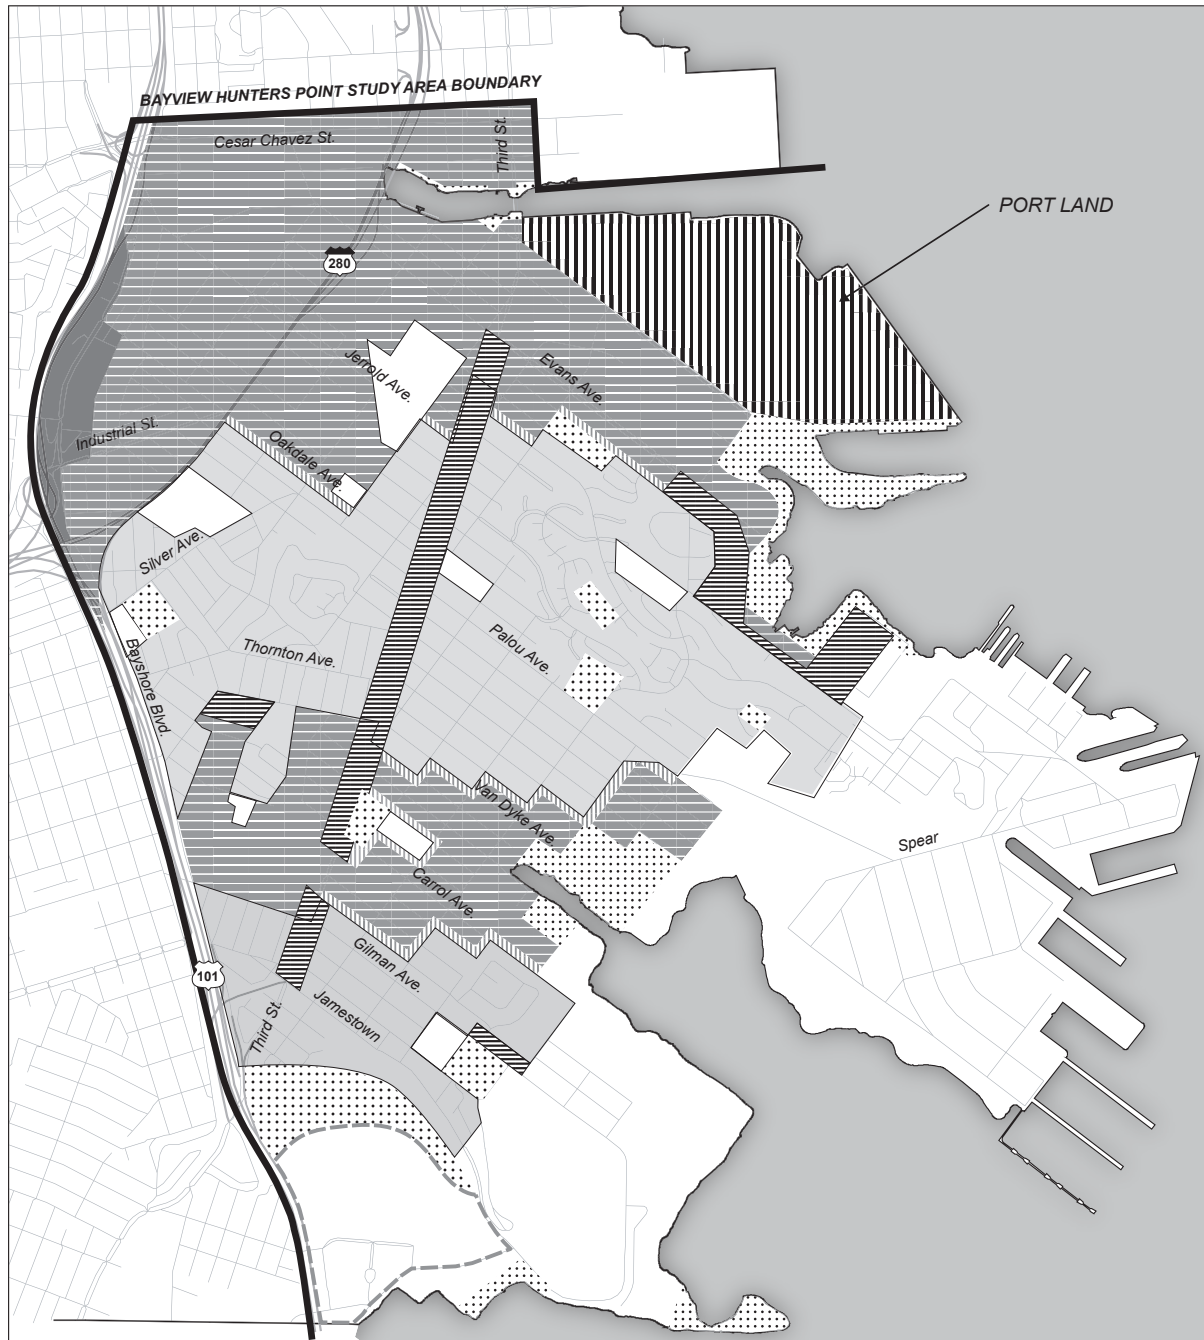 BAYVIEW HUNTERS POINT STUDY AREA BOUNDARY
Cesar Chavez St.
Third St.
PORT LAND
280
Jerrold Ave.
Evans Ave.
Industrial St.
Oakdale Ave.
Silver Ave.
Thornton Ave.
Palou Ave.
Bayshore Blvd.
Van Dyke Ave.
Spear
Carrol Ave.
Gilman Ave.
101
Jamestown
Third St.